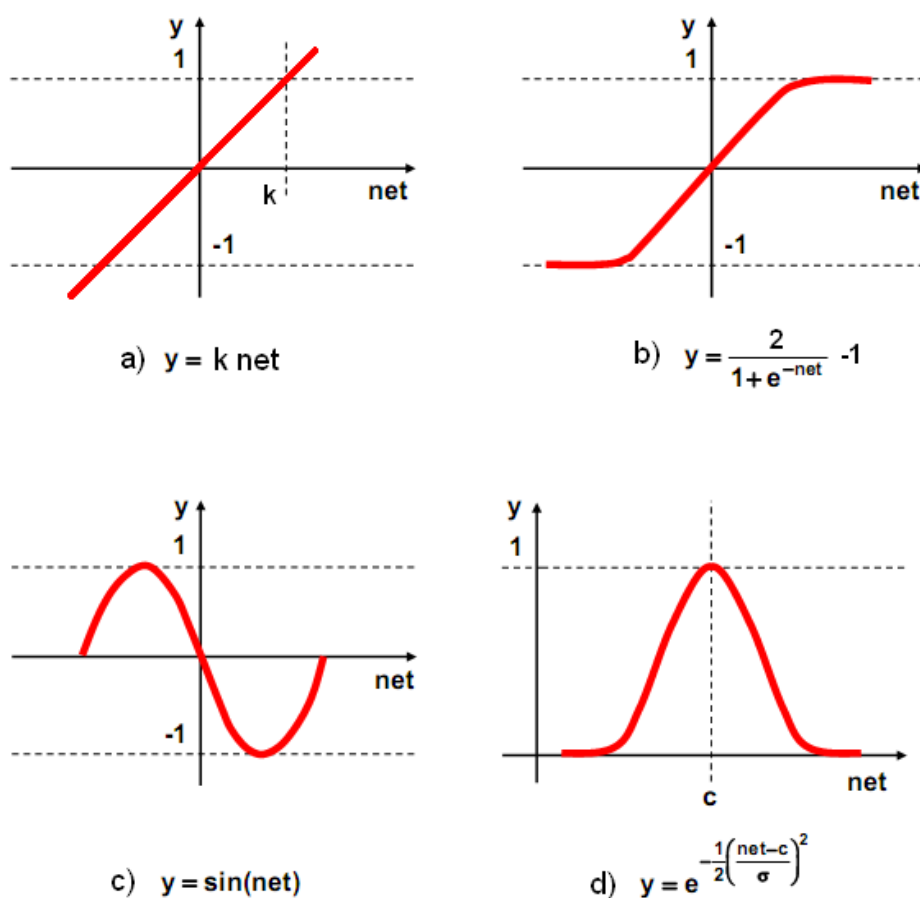 y
1
k
net
-1
a) y = k net
y
1
net
-1
b) y = 2 / (1 + e^{-net}) -1
y
1
net
-1
c) y = sin(net)
y
1
c
net
d) y = e^{-1/2((net-c)/σ)^2}